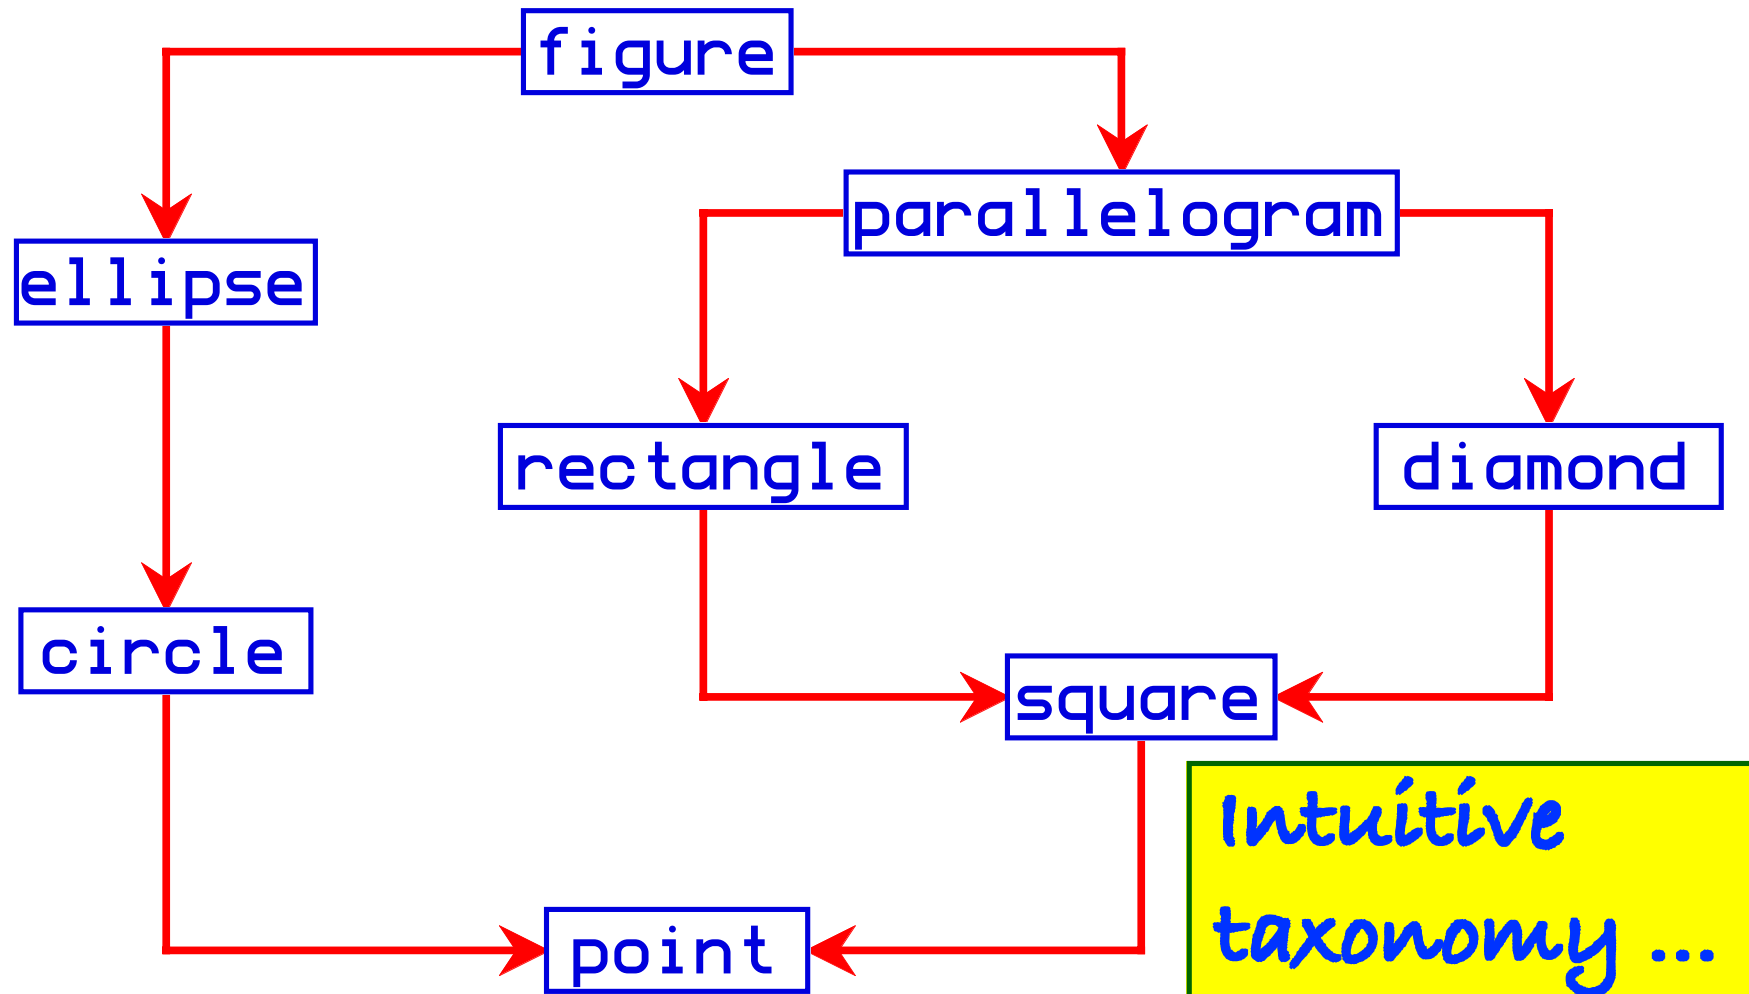 figure
parallelogram
ellipse
rectangle
diamond
circle
square
Intuitive
taxonomy ...
point